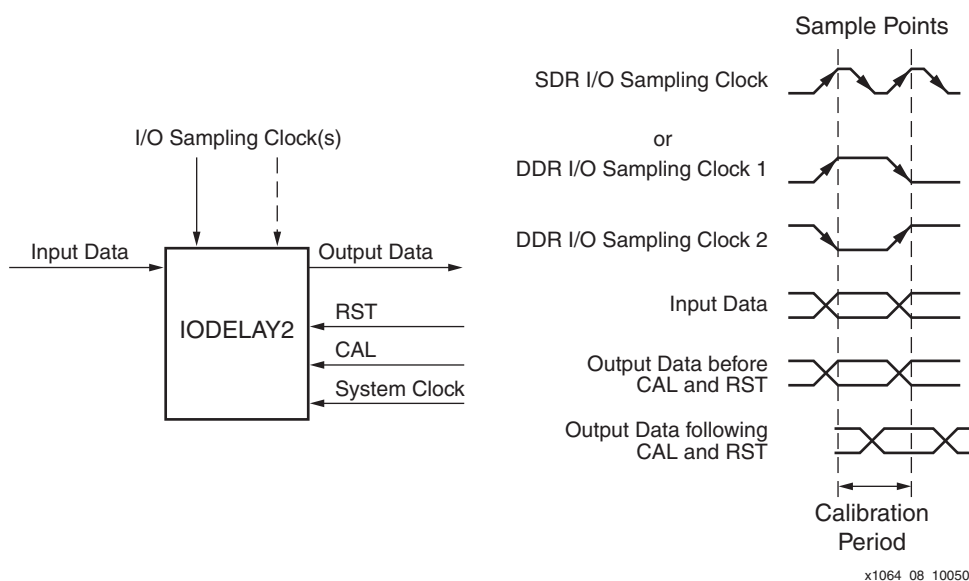 I/O Sampling Clock(s)
Input Data
Output Data
IODELAY2
RST
CAL
System Clock
Sample Points
SDR I/O Sampling Clock
or
DDR I/O Sampling Clock 1
DDR I/O Sampling Clock 2
Input Data
Output Data before
CAL and RST
Output Data following
CAL and RST
Calibration
Period
x1064_08_10050